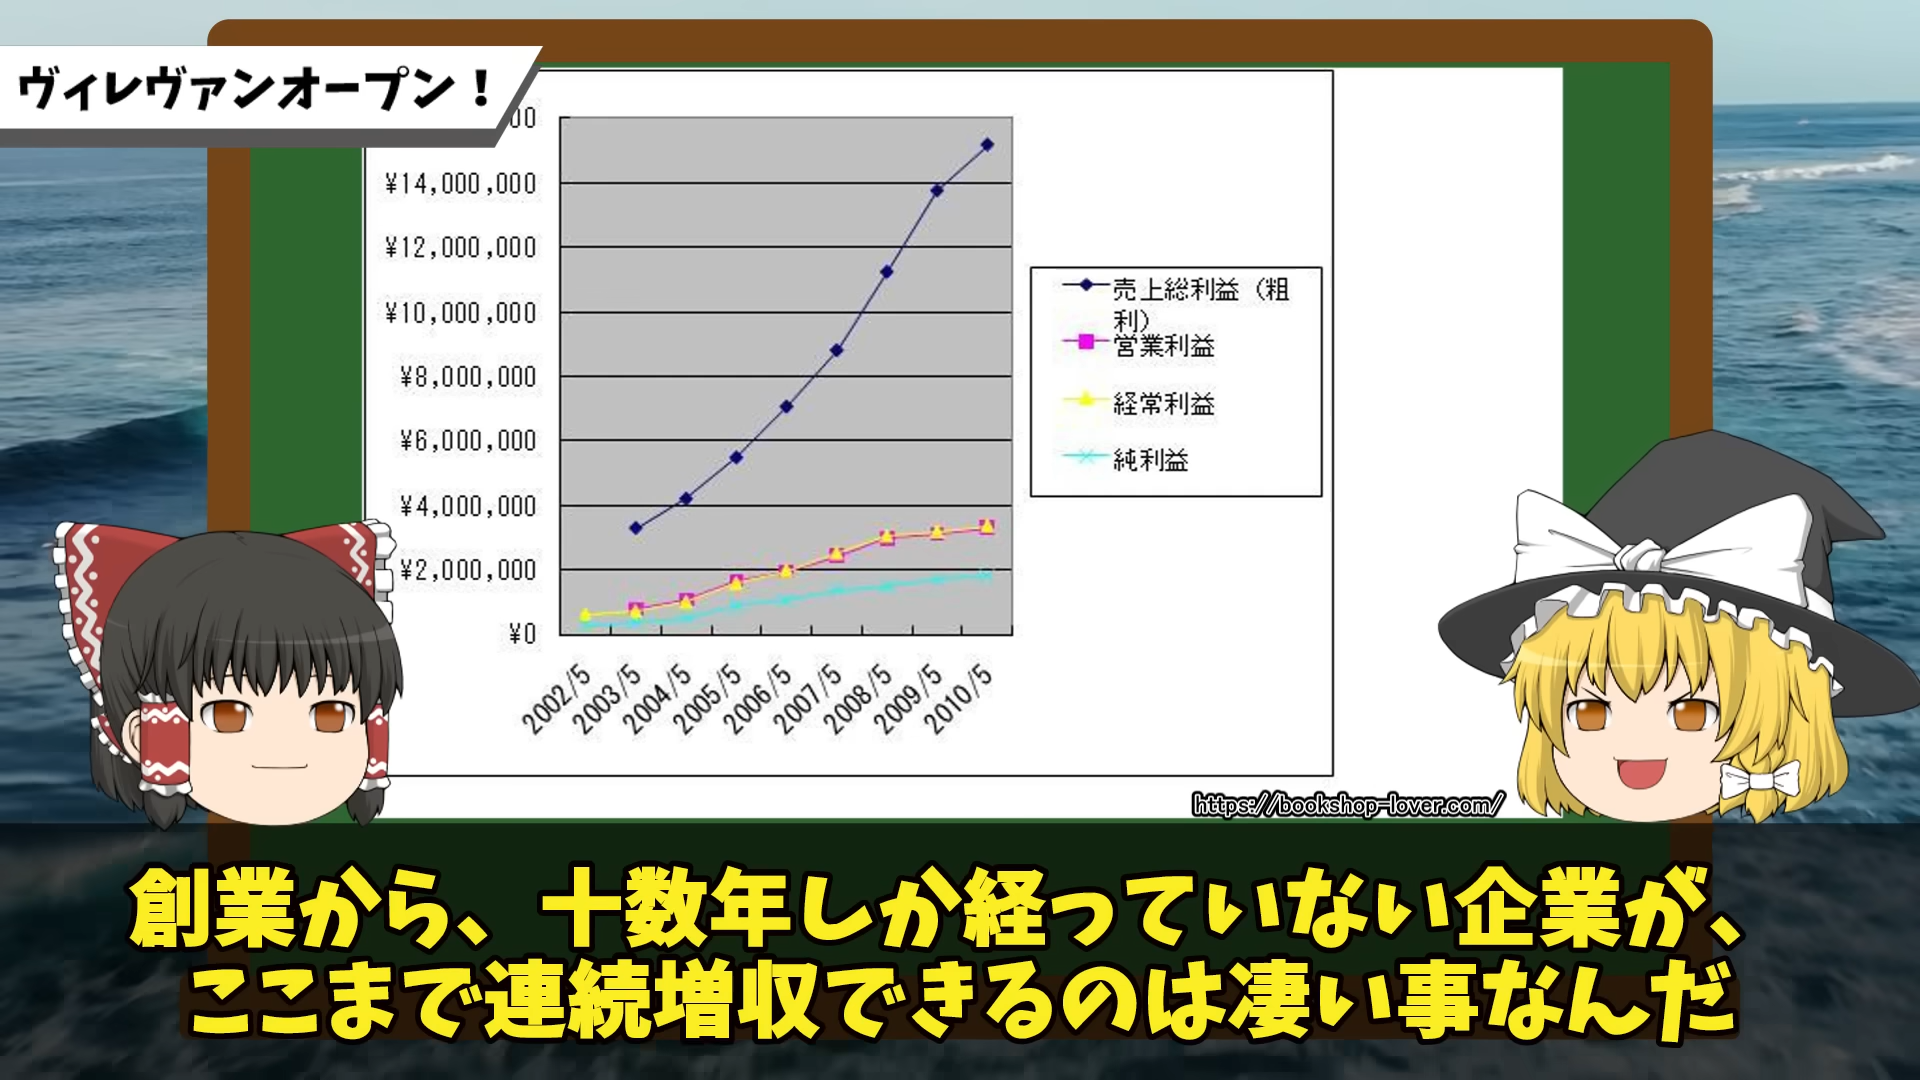 ヴィレヴァンオープン！
00
¥14,000,000
¥12,000,000
¥10,000,000
¥8,000,000
¥6,000,000
¥4,000,000
¥2,000,000
¥0
2002/5
2003/5
2004/5
2005/5
2006/5
2007/5
2008/5
2009/5
2010/5
売上総利益（粗
利）
営業利益
経常利益
純利益
https://bookshop-lover.com/
創業から、十数年しか経っていない企業が、
ここまで連続増収できるのは凄い事なんだ